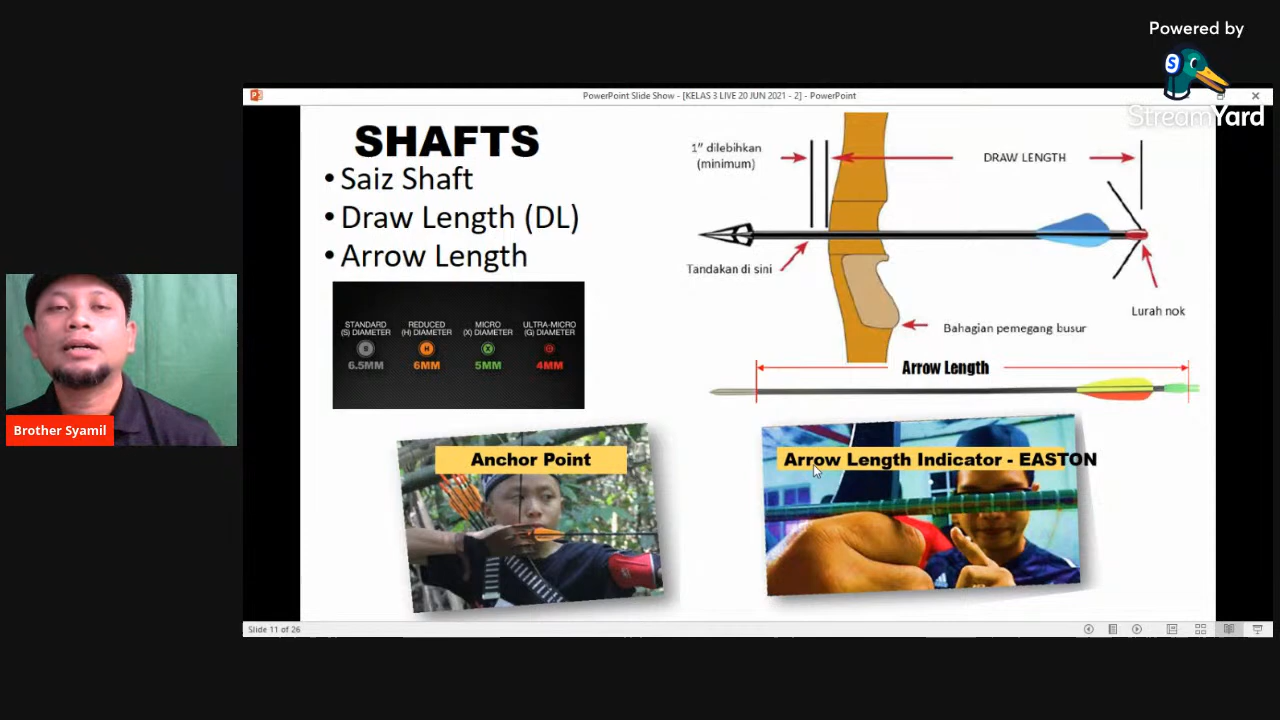 Powered by
StreamYard
PowerPoint Slide Show - [KELAS 3 LIVE 20 JUN 2021 - 2] - PowerPoint
SHAFTS
• Saiz Shaft
• Draw Length (DL)
• Arrow Length
1” dilebihkan
(minimum)
DRAW LENGTH
Tandakan di sini
Lurah nok
Bahagian pemegang busur
Arrow Length
STANDARD
(S) DIAMETER
S
6.5MM
REDUCED
(H) DIAMETER
H
6MM
MICRO
(X) DIAMETER
X
5MM
ULTRA-MICRO
(G) DIAMETER
G
4MM
Anchor Point
Arrow Length Indicator - EASTON
Brother Syamil
Slide 11 of 26